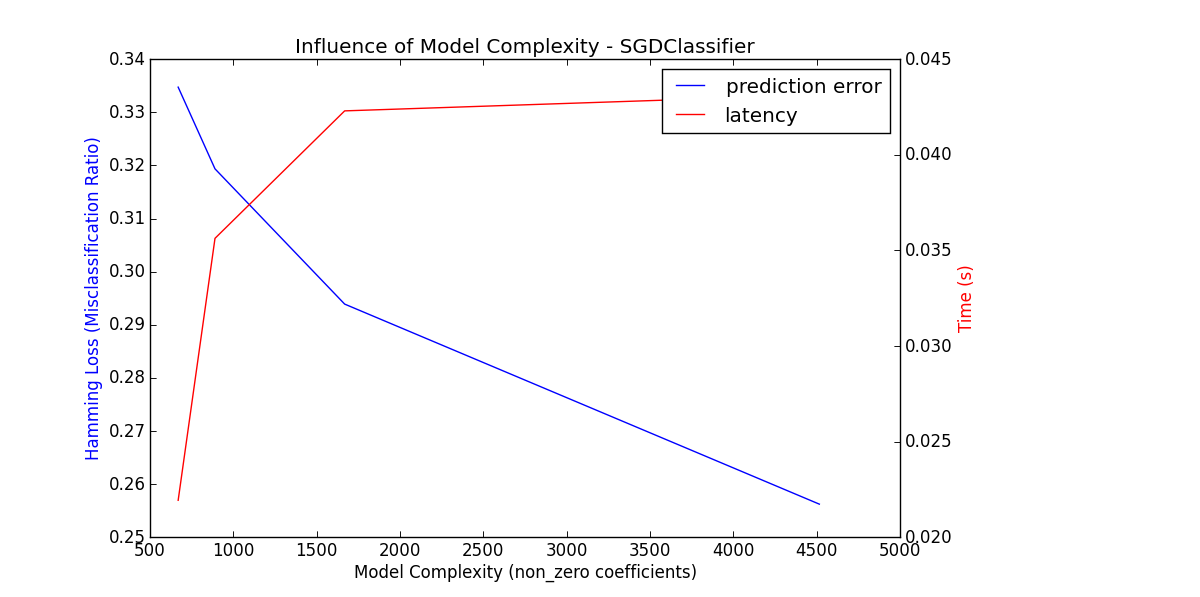 Influence of Model Complexity - SGDClassifier
prediction error
latency
0.34
0.33
0.32
0.31
0.30
0.29
0.28
0.27
0.26
0.25
Hamming Loss (Misclassification Ratio)
0.045
0.040
0.035
0.030
0.025
0.020
Time (s)
500 1000 1500 2000 2500 3000 3500 4000 4500 5000
Model Complexity (non_zero coefficients)